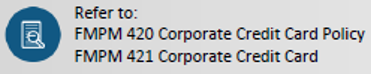 Refer to:
FMPM 420 Corporate Credit Card Policy
FMPM 421 Corporate Credit Card